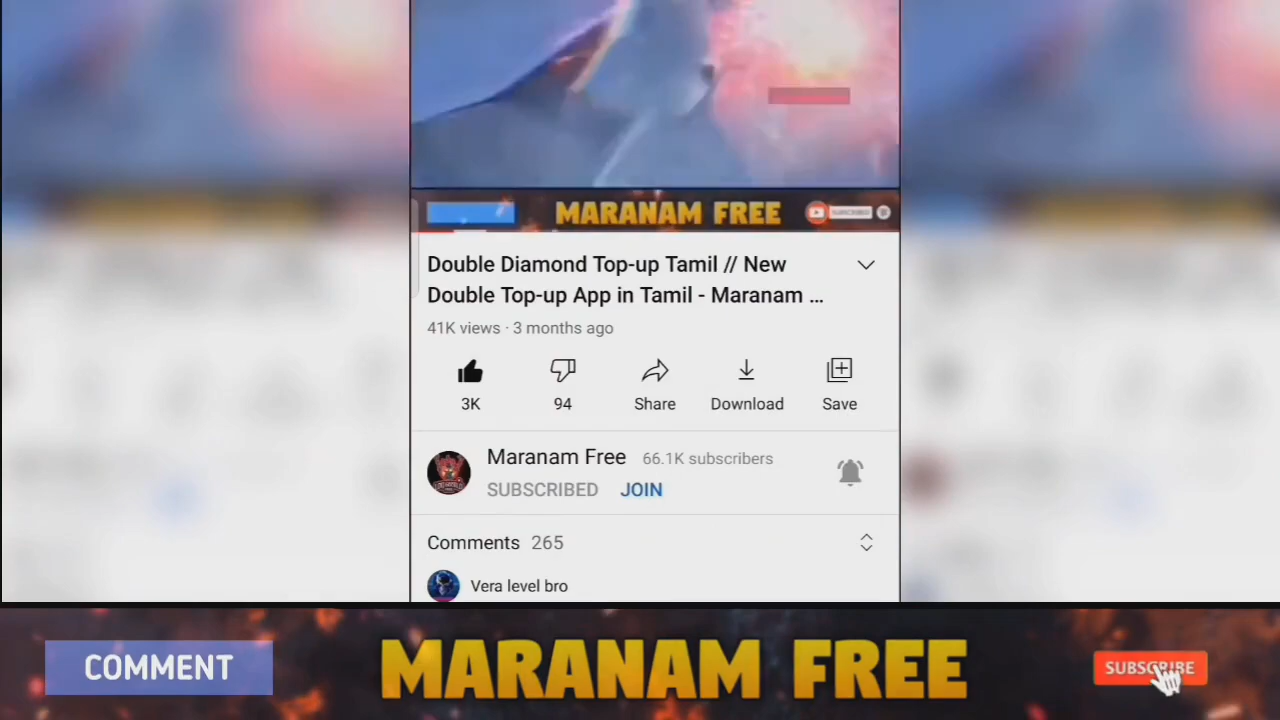 MARANAM FREE
SUBSCRIBED
Double Diamond Top-up Tamil // New
Double Top-up App in Tamil - Maranam ...
41K views · 3 months ago
3K
94
Share
Download
Save
Maranam Free 66.1K subscribers
SUBSCRIBED JOIN
Comments 265
Vera level bro
COMMENT
MARANAM FREE
SUBSCRIBE